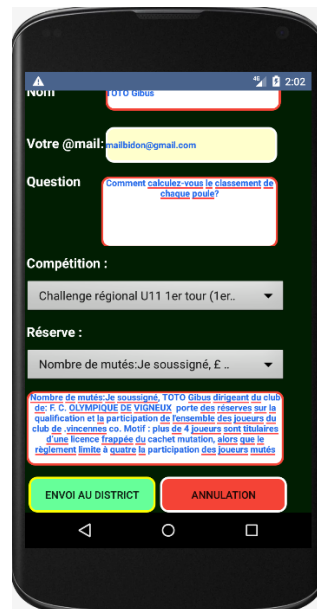 4G 2:02
Nom TOTO Gibus
Votre @mail: mailbidon@gmail.com
Question Comment calculez-vous le classement de
chaque poule?
Compétition :
Challenge régional U11 1er tour (1er..
Réserve :
Nombre de mutés:Je soussigné, £ ..
Nombre de mutés:Je soussigné, TOTO Gibus dirigeant du club
de: F. C. OLYMPIQUE DE VIGNEUX porte des réserves sur la
qualification et la participation de l'ensemble des joueurs du
club de .vincennes co. Motif : plus de 4 joueurs sont titulaires
d'une licence frappée du cachet mutation, alors que le
règlement limite à quatre la participation des joueurs mutés
ENVOI AU DISTRICT ANNULATION